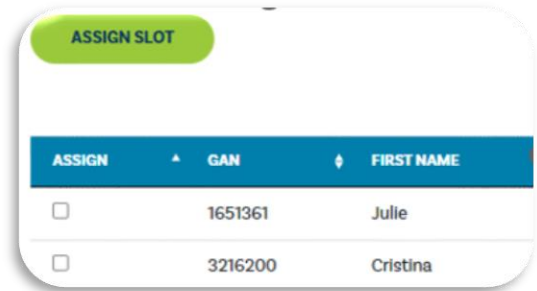 ASSIGN SLOT
ASSIGN GAN FIRST NAME
1651361 Julie
3216200 Cristina